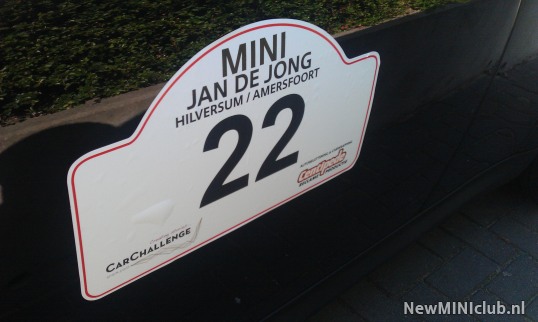 MINI
JAN DE JONG
HILVERSUM / AMERSFOORT
22
CARCHALLENGE
NewMINIclub.nl